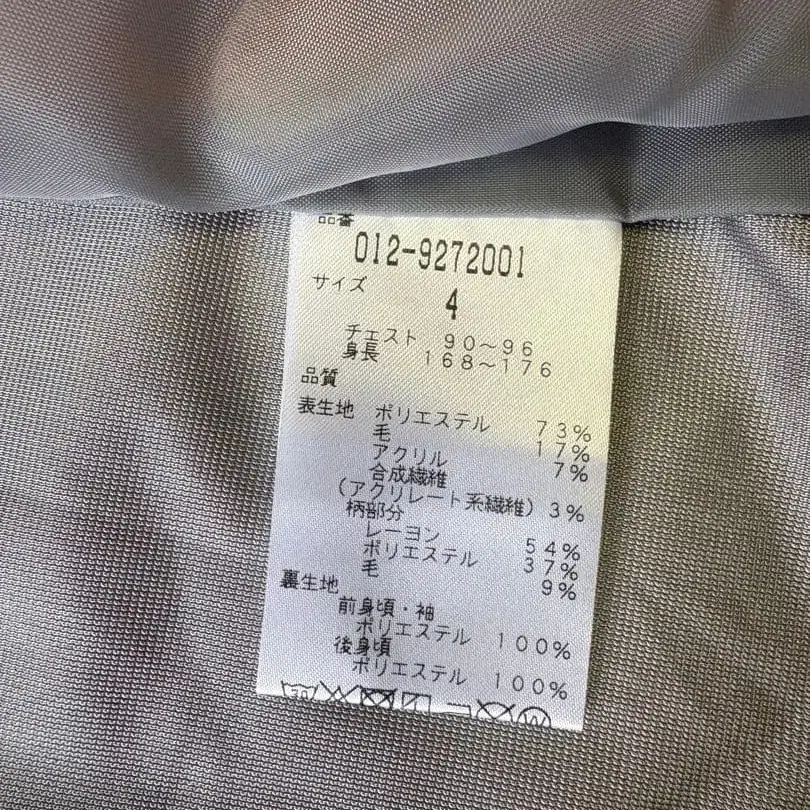 品番
012-9272001
サイズ
4
チェスト 90～96
身長 168～176
品質
表生地 ポリエステル 73%
毛 17%
アクリル 7%
合成繊維
(アクリレート系繊維) 3%
柄部分
レーヨン 54%
ポリエステル 37%
毛 9%
裏生地
前身頃・袖
ポリエステル 100%
後身頃
ポリエステル 100%
W